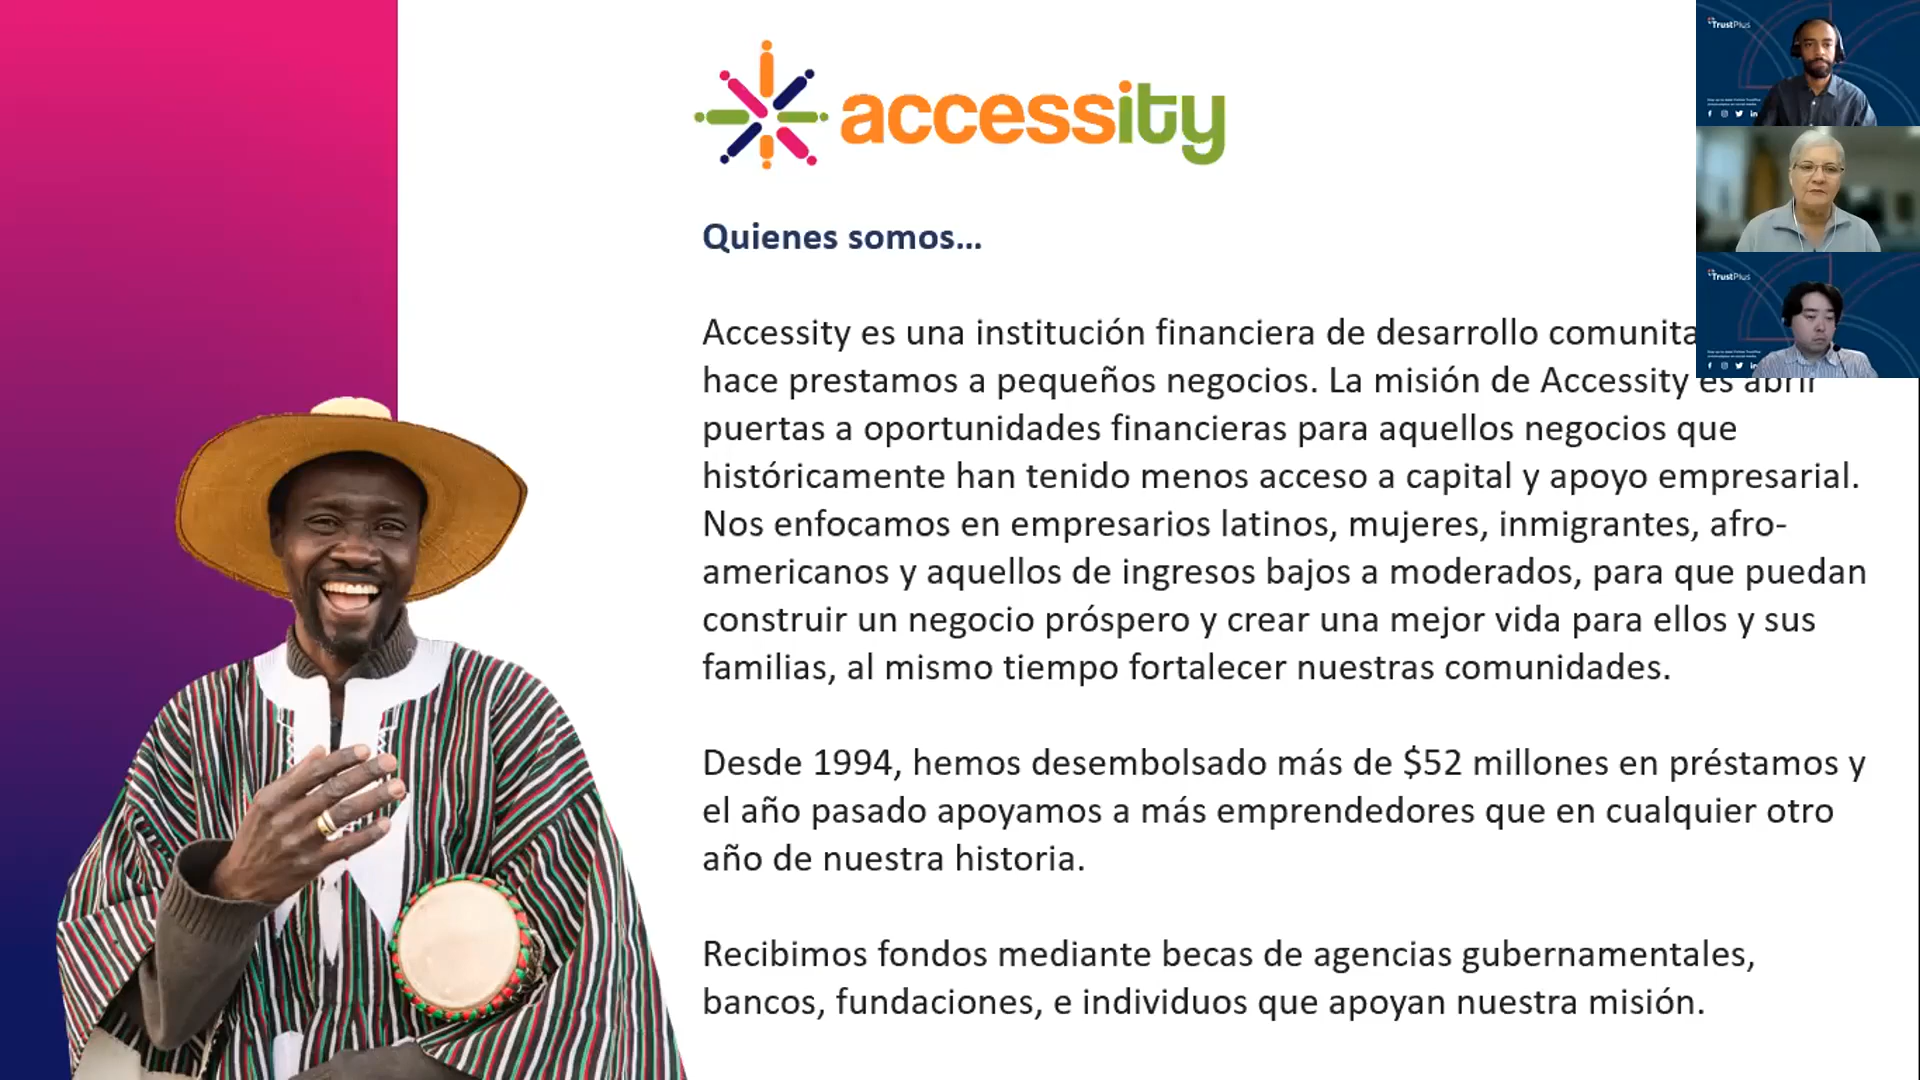 accessity
Quienes somos...
Accessity es una institución financiera de desarrollo
hace prestamos a pequeños negocios. La misión de Accessity es abrir
puertas a oportunidades financieras para aquellos negocios que
históricamente han tenido menos acceso a capital y apoyo empresarial.
Nos enfocamos en empresarios latinos, mujeres, inmigrantes, afro-
americanos y aquellos de ingresos bajos a moderados, para que puedan
construir un negocio próspero y crear una mejor vida para ellos y sus
familias, al mismo tiempo fortalecer nuestras comunidades.
Desde 1994, hemos desembolsado más de $52 millones en préstamos y
el año pasado apoyamos a más emprendedores que en cualquier otro
año de nuestra historia.
Recibimos fondos mediante becas de agencias gubernamentales,
bancos, fundaciones, e individuos que apoyan nuestra misión.
TrustPlus
TrustPlus